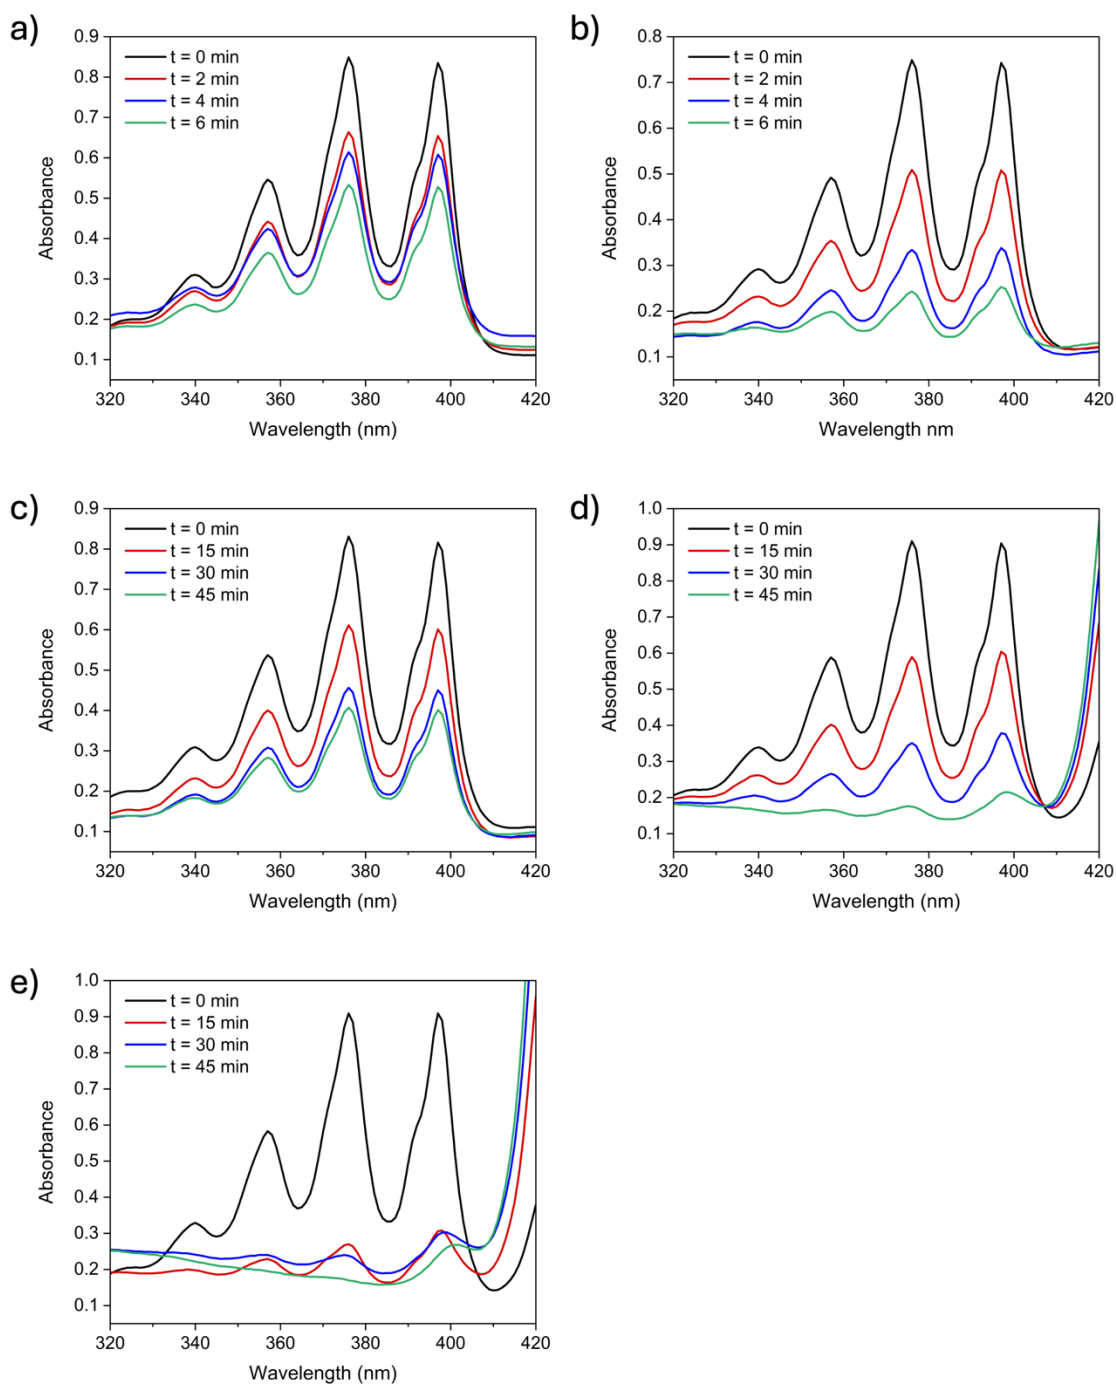 a)
t = 0 min
t = 2 min
t = 4 min
t = 6 min
0.9
0.8
0.7
0.6
0.5
0.4
0.3
0.2
0.1
Absorbance
320 340 360 380 400 420
Wavelength (nm)
b)
t = 0 min
t = 2 min
t = 4 min
t = 6 min
0.8
0.7
0.6
0.5
0.4
0.3
0.2
0.1
Absorbance
320 340 360 380 400 420
Wavelength nm
c)
t = 0 min
t = 15 min
t = 30 min
t = 45 min
0.9
0.8
0.7
0.6
0.5
0.4
0.3
0.2
0.1
Absorbance
320 340 360 380 400 420
Wavelength (nm)
d)
t = 0 min
t = 15 min
t = 30 min
t = 45 min
1.0
0.9
0.8
0.7
0.6
0.5
0.4
0.3
0.2
0.1
Absorbance
320 340 360 380 400 420
Wavelength (nm)
e)
t = 0 min
t = 15 min
t = 30 min
t = 45 min
1.0
0.9
0.8
0.7
0.6
0.5
0.4
0.3
0.2
0.1
Absorbance
320 340 360 380 400 420
Wavelength (nm)